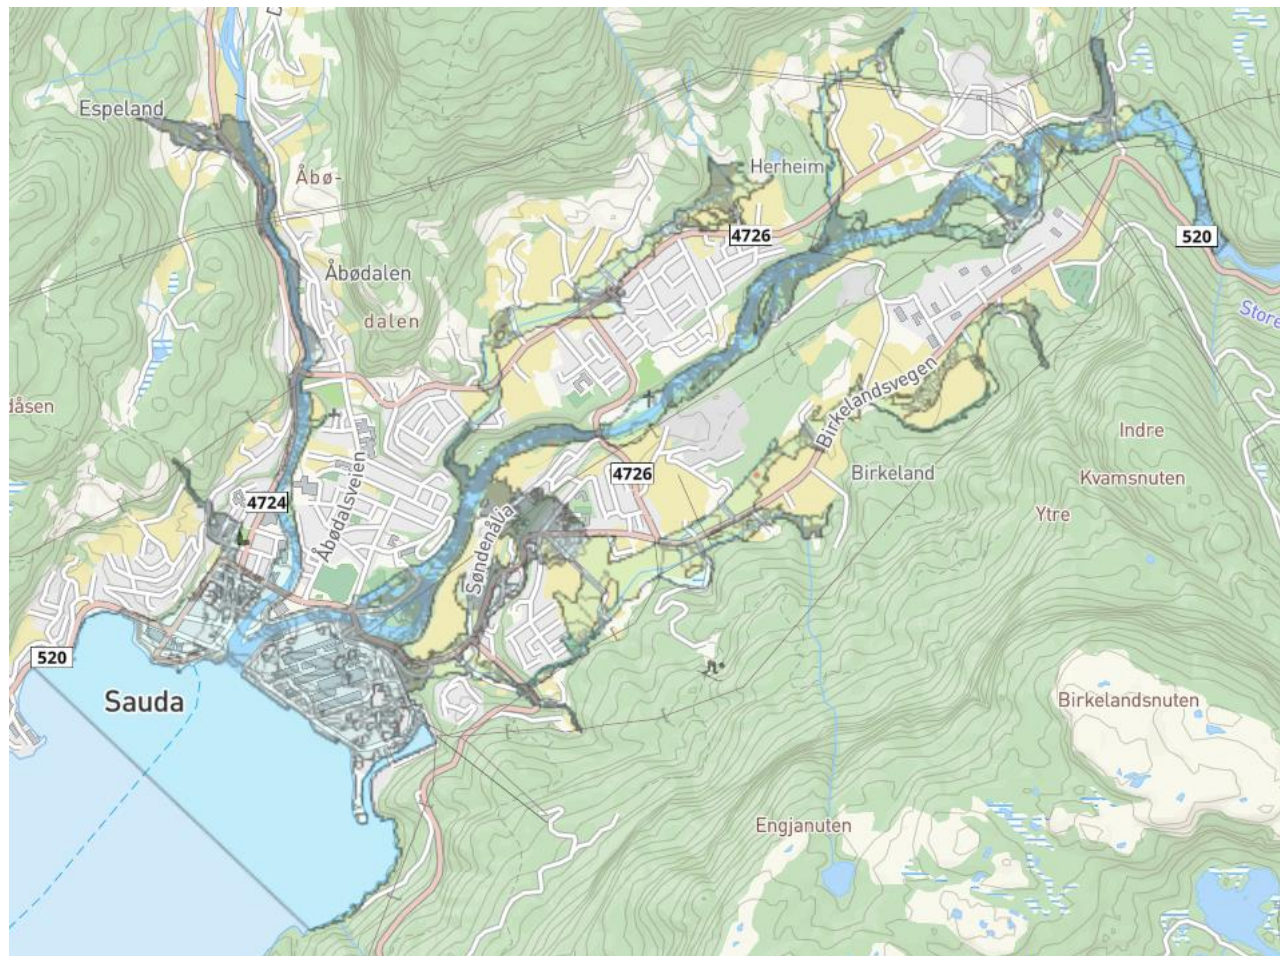 Espeland
Åbø-
Herheim
4726
520
Åbødalen
dalen
Store
dåsen
Birkelandsvegen
Indre
Kvamsnuten
Ytre
4726
Birkeland
4724
Åbødalsveien
Søndenåvia
520
Sauda
Birkelandsnuten
Engjanuten